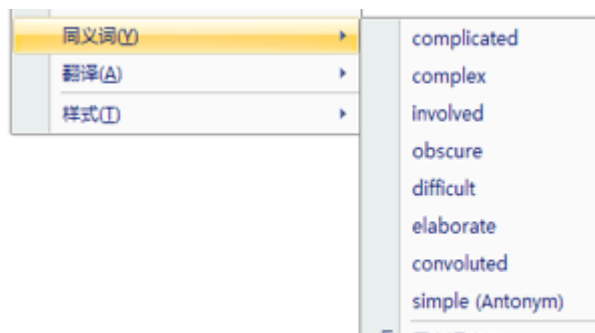 同义词(Y)
翻译(A)
样式(T)
complicated
complex
involved
obscure
difficult
elaborate
convoluted
simple (Antonym)